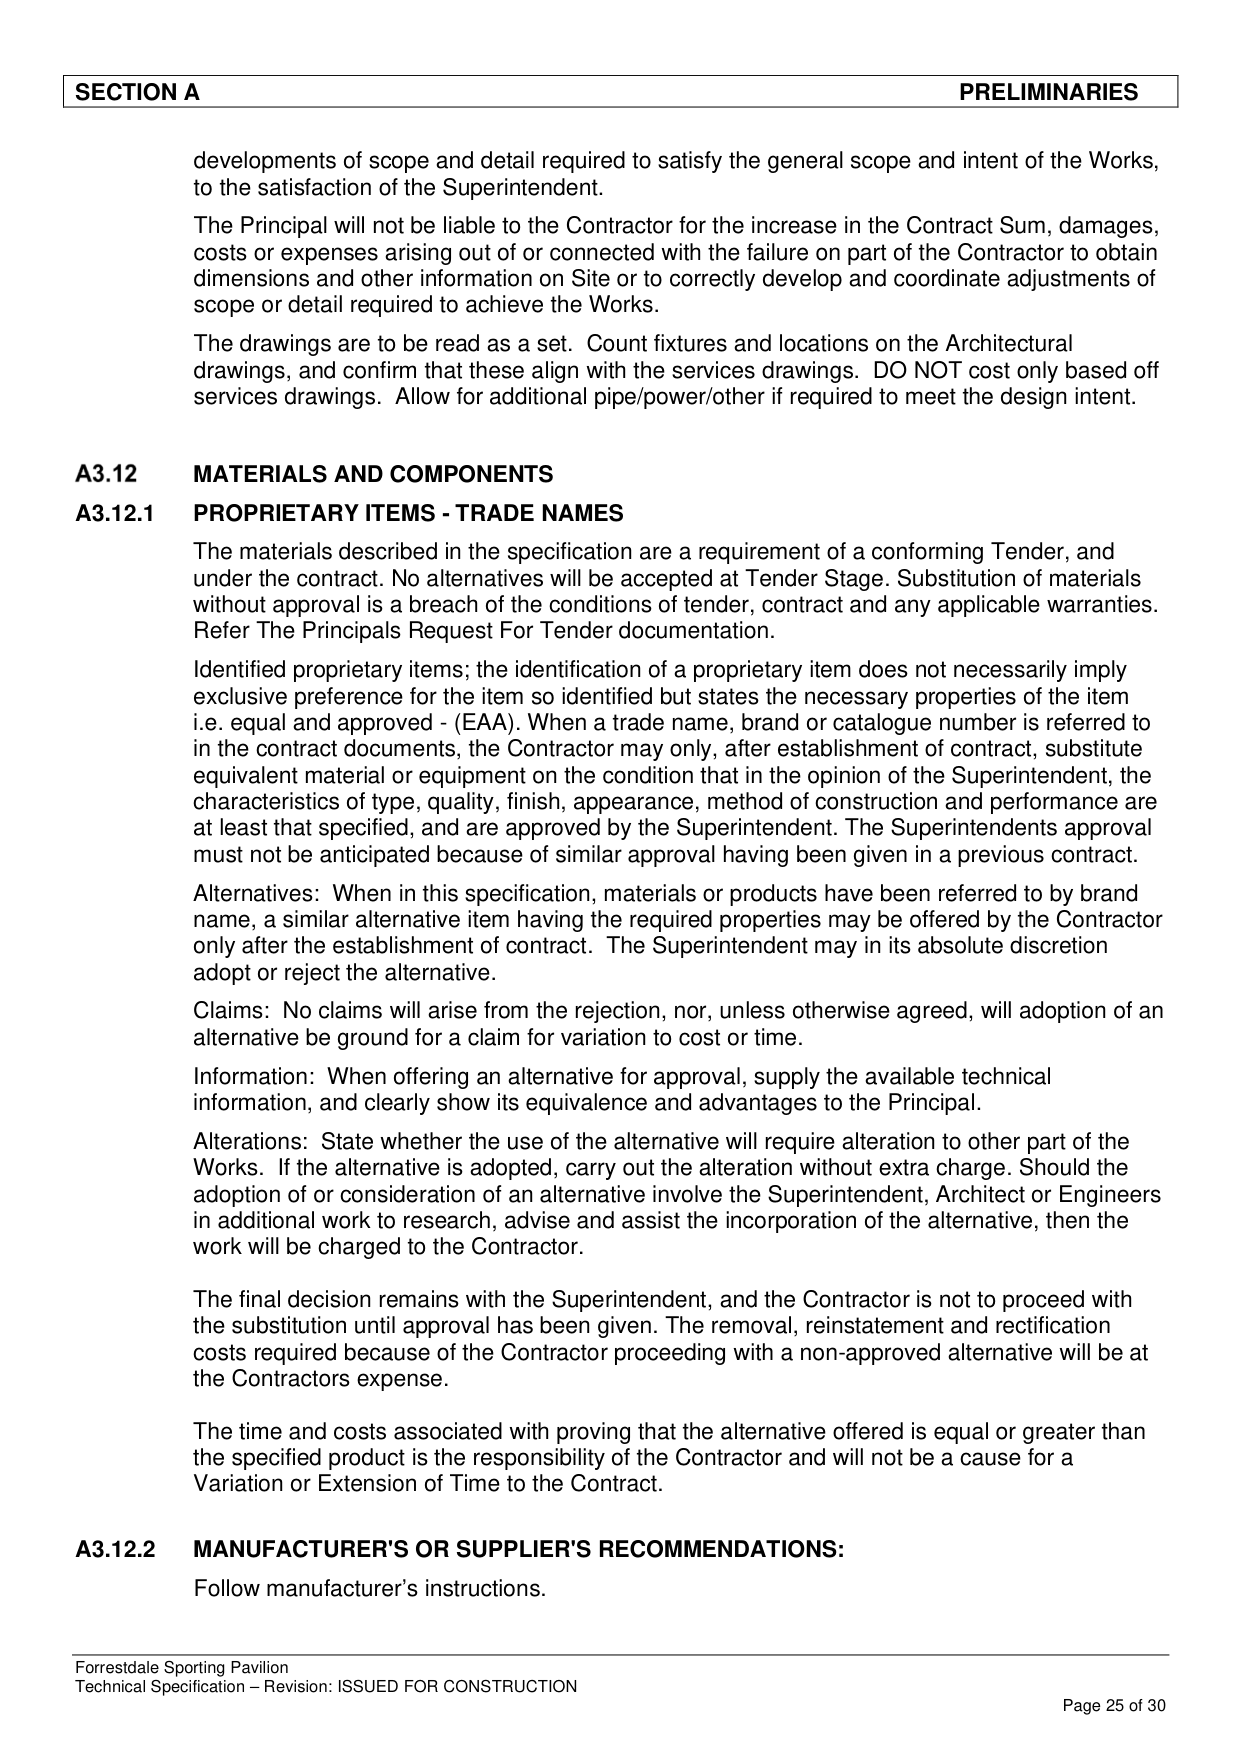 SECTION A PRELIMINARIES
developments of scope and detail required to satisfy the general scope and intent of the Works,
to the satisfaction of the Superintendent.
The Principal will not be liable to the Contractor for the increase in the Contract Sum, damages,
costs or expenses arising out of or connected with the failure on part of the Contractor to obtain
dimensions and other information on Site or to correctly develop and coordinate adjustments of
scope or detail required to achieve the Works.
The drawings are to be read as a set.  Count fixtures and locations on the Architectural
drawings, and confirm that these align with the services drawings.  DO NOT cost only based off
services drawings.  Allow for additional pipe/power/other if required to meet the design intent.
A3.12 MATERIALS AND COMPONENTS
A3.12.1 PROPRIETARY ITEMS - TRADE NAMES
The materials described in the specification are a requirement of a conforming Tender, and
under the contract. No alternatives will be accepted at Tender Stage. Substitution of materials
without approval is a breach of the conditions of tender, contract and any applicable warranties.
Refer The Principals Request For Tender documentation.
Identified proprietary items; the identification of a proprietary item does not necessarily imply
exclusive preference for the item so identified but states the necessary properties of the item
i.e. equal and approved - (EAA). When a trade name, brand or catalogue number is referred to
in the contract documents, the Contractor may only, after establishment of contract, substitute
equivalent material or equipment on the condition that in the opinion of the Superintendent, the
characteristics of type, quality, finish, appearance, method of construction and performance are
at least that specified, and are approved by the Superintendent. The Superintendents approval
must not be anticipated because of similar approval having been given in a previous contract.
Alternatives:  When in this specification, materials or products have been referred to by brand
name, a similar alternative item having the required properties may be offered by the Contractor
only after the establishment of contract.  The Superintendent may in its absolute discretion
adopt or reject the alternative.
Claims:  No claims will arise from the rejection, nor, unless otherwise agreed, will adoption of an
alternative be ground for a claim for variation to cost or time.
Information:  When offering an alternative for approval, supply the available technical
information, and clearly show its equivalence and advantages to the Principal.
Alterations:  State whether the use of the alternative will require alteration to other part of the
Works.  If the alternative is adopted, carry out the alteration without extra charge. Should the
adoption of or consideration of an alternative involve the Superintendent, Architect or Engineers
in additional work to research, advise and assist the incorporation of the alternative, then the
work will be charged to the Contractor.
The final decision remains with the Superintendent, and the Contractor is not to proceed with
the substitution until approval has been given. The removal, reinstatement and rectification
costs required because of the Contractor proceeding with a non-approved alternative will be at
the Contractors expense.
The time and costs associated with proving that the alternative offered is equal or greater than
the specified product is the responsibility of the Contractor and will not be a cause for a
Variation or Extension of Time to the Contract.
A3.12.2 MANUFACTURER'S OR SUPPLIER'S RECOMMENDATIONS:
Follow manufacturer’s instructions.
Forrestdale Sporting Pavilion
Technical Specification – Revision: ISSUED FOR CONSTRUCTION
Page 25 of 30